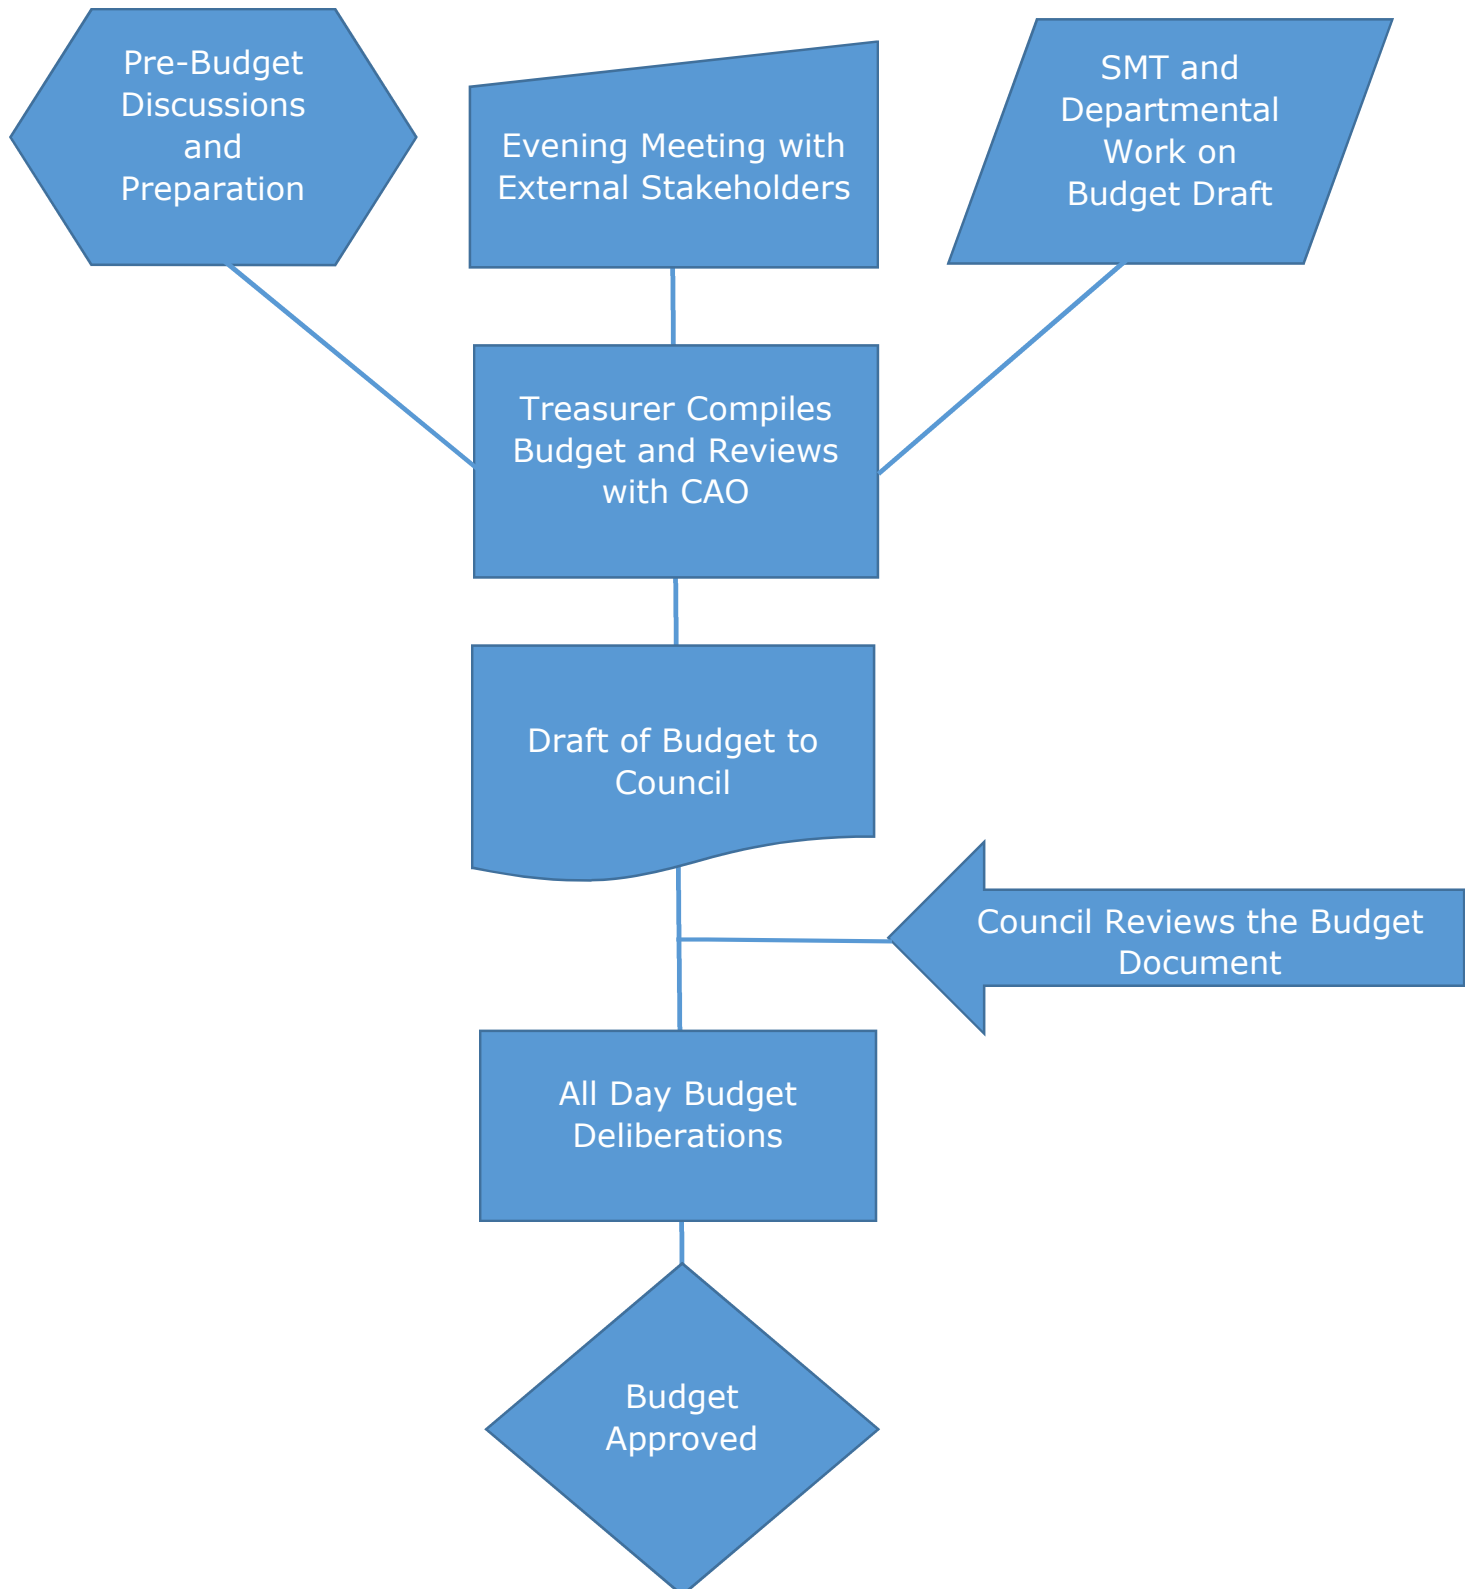 Pre-Budget
Discussions
and
Preparation
Evening Meeting with
External Stakeholders
SMT and
Departmental
Work on
Budget Draft
Treasurer Compiles
Budget and Reviews
with CAO
Draft of Budget to
Council
Council Reviews the Budget
Document
All Day Budget
Deliberations
Budget
Approved